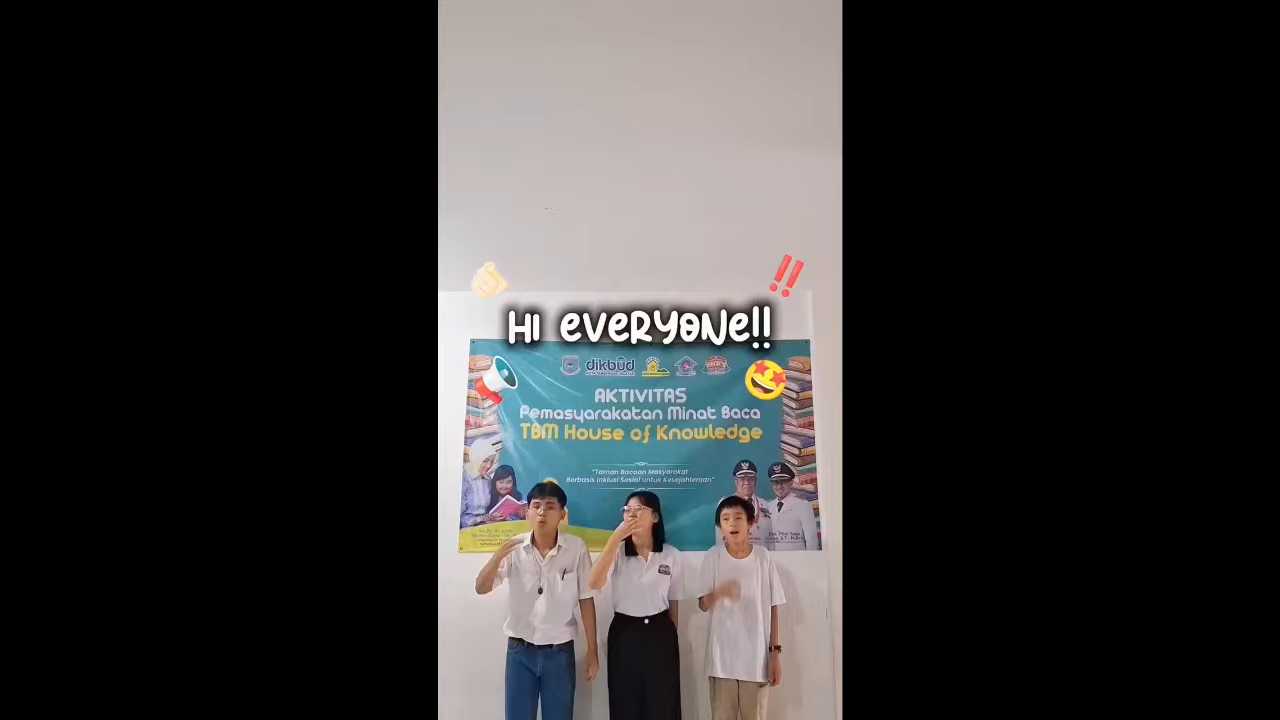 HI EVERYONE!!
dikbud
AKTIVITAS
Pemasyarakatan Minat Baca
TBM House of Knowledge
"Taman Bacaan Masyarakat
Berbasis Inklusi Sosial untuk Kesejahteraan"